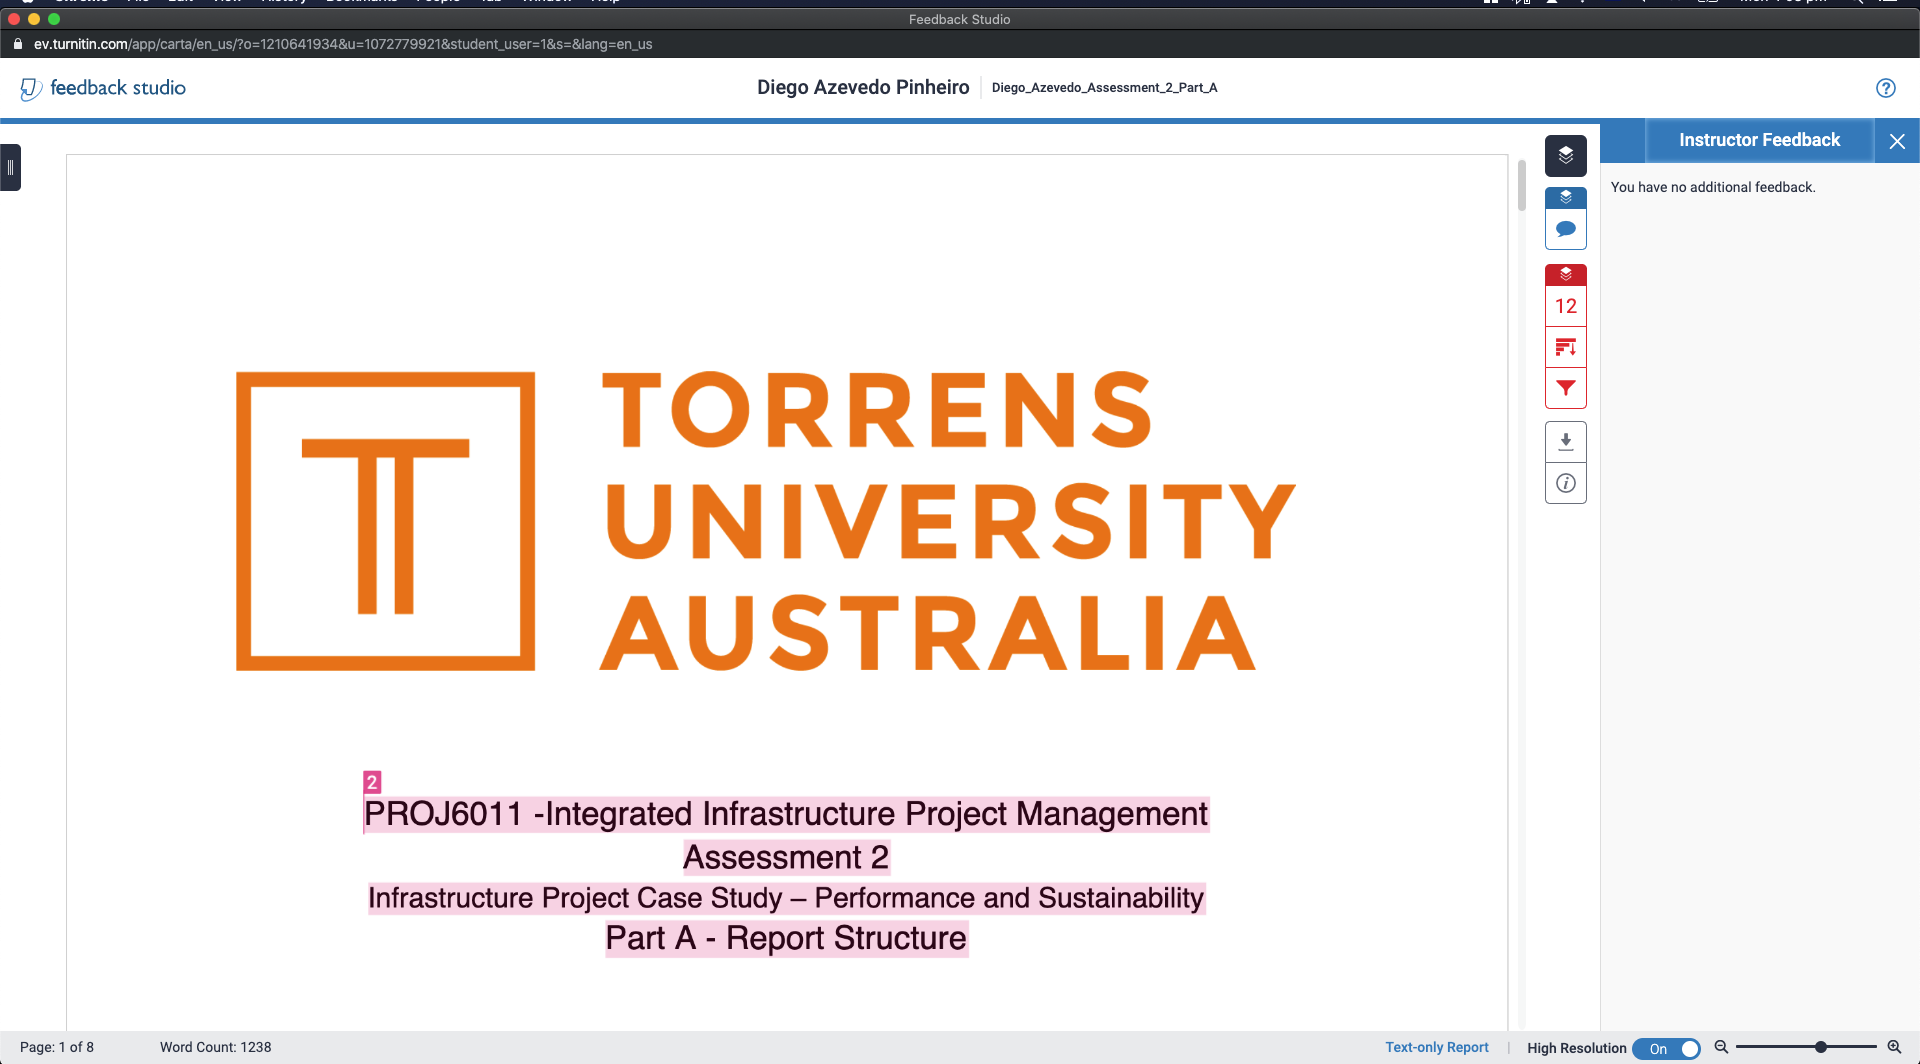 Feedback Studio
ev.turnitin.com/app/carta/en_us/?o=1210641934&u=1072779921&student_user=1&s=&lang=en_us
feedback studio
Diego Azevedo Pinheiro
Diego_Azevedo_Assessment_2_Part_A
?
Instructor Feedback
You have no additional feedback.
12
i
TORRENS
UNIVERSITY
AUSTRALIA
2
PROJ6011 -Integrated Infrastructure Project Management
Assessment 2
Infrastructure Project Case Study – Performance and Sustainability
Part A - Report Structure
Page: 1 of 8
Word Count: 1238
Text-only Report
High Resolution
On